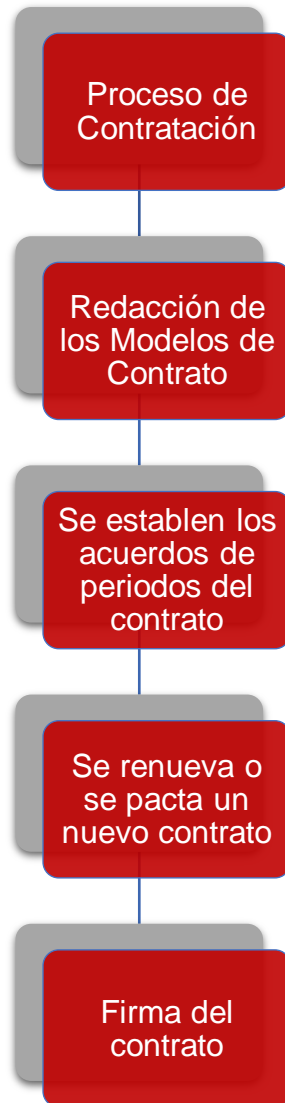 Proceso de
Contratación
Redacción de
los Modelos de
Contrato
Se establen los
acuerdos de
periodos del
contrato
Se renueva o
se pacta un
nuevo contrato
Firma del
contrato